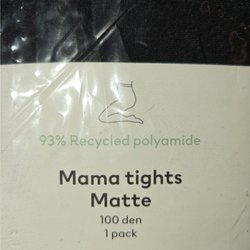 93% Recycled polyamide
Mama tights
Matte
100 den
1 pack